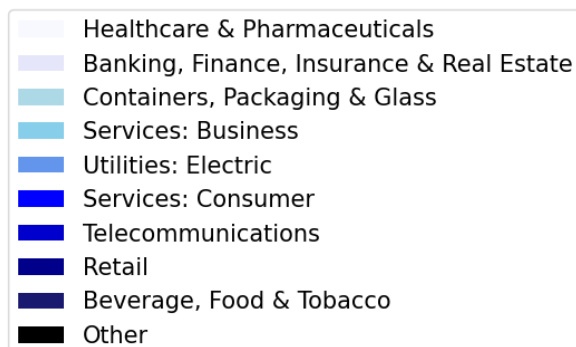 Healthcare & Pharmaceuticals
Banking, Finance, Insurance & Real Estate
Containers, Packaging & Glass
Services: Business
Utilities: Electric
Services: Consumer
Telecommunications
Retail
Beverage, Food & Tobacco
Other